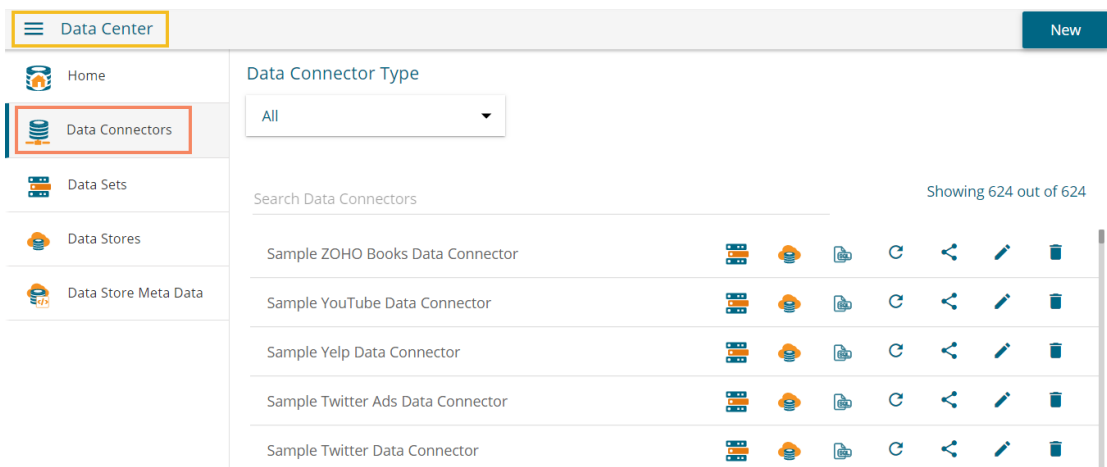 Data Center
New
Home
Data Connectors
Data Sets
Data Stores
Data Store Meta Data
Data Connector Type
All
Search Data Connectors
Showing 624 out of 624
Sample ZOHO Books Data Connector
Sample YouTube Data Connector
Sample Yelp Data Connector
Sample Twitter Ads Data Connector
Sample Twitter Data Connector